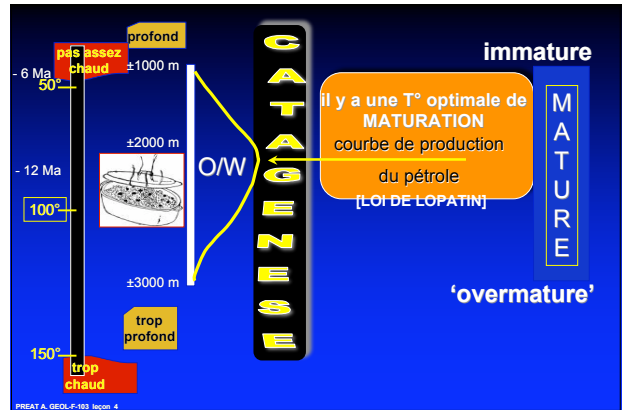 profond
pas assez
chaud
- 6 Ma
50°
±1000 m
±2000 m
- 12 Ma
100°
O/W
±3000 m
trop
profond
150°
trop
chaud
CATAGENESE
il y a une T° optimale de
MATURATION
courbe de production
du pétrole
[LOI DE LOPATIN]
immature
MATURE
'overmature'
PREAT A. GEOL-F-103 leçon 4